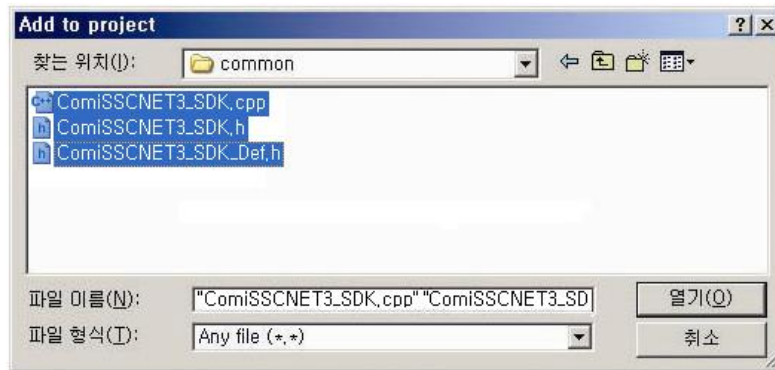 Add to project
찾는 위치(I): common
ComiSSCNET3_SDK,cpp
ComiSSCNET3_SDK,h
ComiSSCNET3_SDK_Def,h
파일 이름(N): "ComiSSCNET3_SDK,cpp" "ComiSSCNET3_SD 열기(O)
파일 형식(T): Any file (*,*) 취소